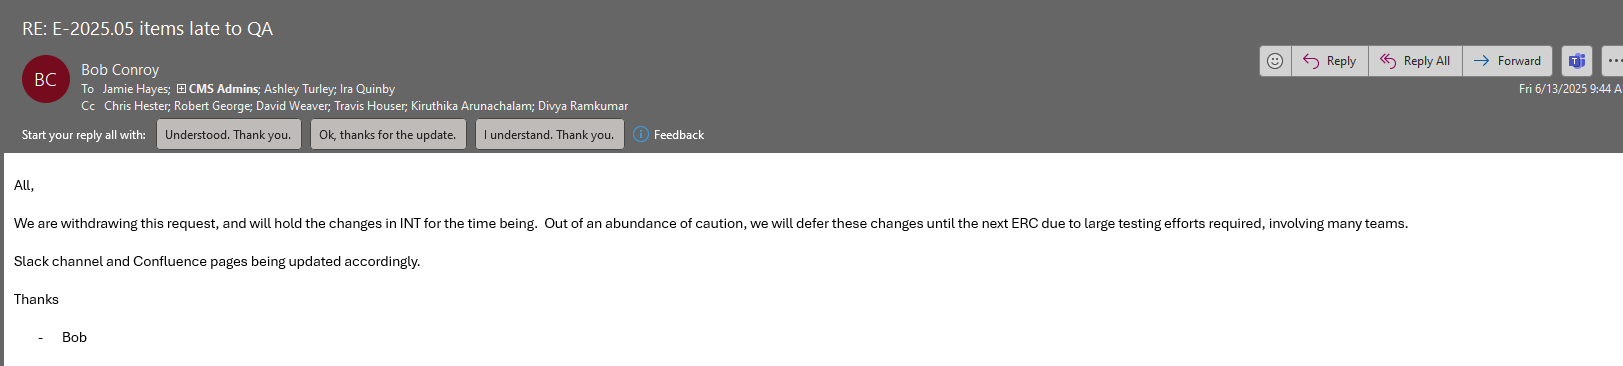 RE: E-2025.05 items late to QA
BC
Bob Conroy
To Jamie Hayes; CMS Admins; Ashley Turley; Ira Quinby
Cc Chris Hester; Robert George; David Weaver; Travis Houser; Kiruthika Arunachalam; Divya Ramkumar
Reply
Reply All
Forward
Fri 6/13/2025 9:44 A
Start your reply all with:
Understood. Thank you.
Ok, thanks for the update.
I understand. Thank you.
Feedback
All,
We are withdrawing this request, and will hold the changes in INT for the time being.  Out of an abundance of caution, we will defer these changes until the next ERC due to large testing efforts required, involving many teams.
Slack channel and Confluence pages being updated accordingly.
Thanks
- Bob